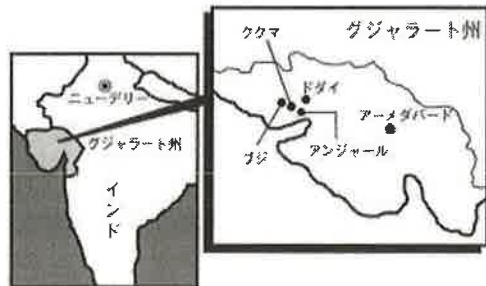 ニューデリー
グジャラート州
インド
グジャラート州
ククマ
ドダイ
アーメダバード
ブジ
アンジャール